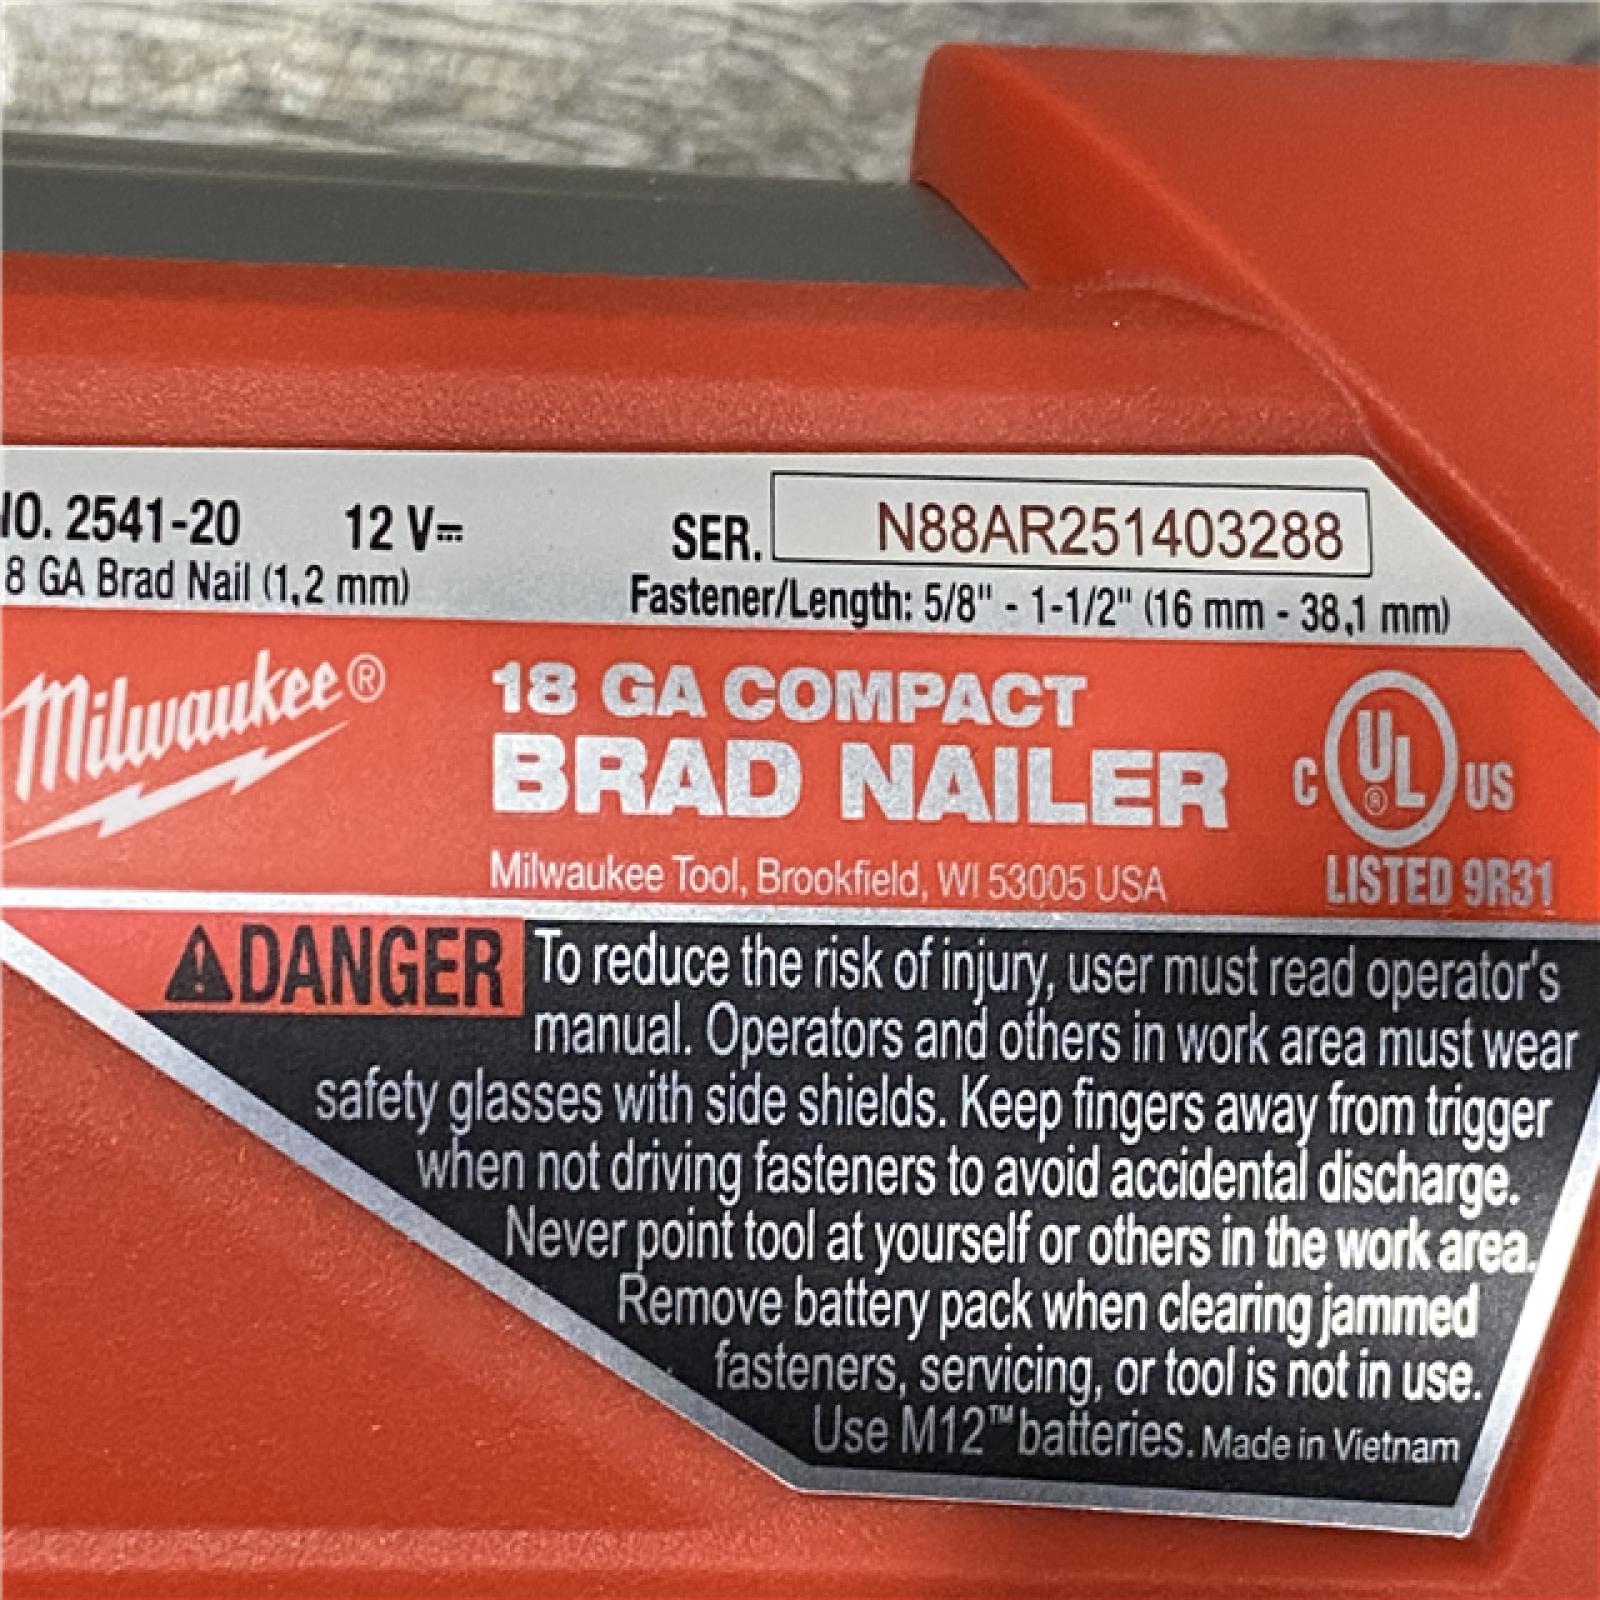 NO. 2541-20 12 V⎓ SER. N88AR251403288
8 GA Brad Nail (1,2 mm) Fastener/Length: 5/8" - 1-1/2" (16 mm - 38,1 mm)
Milwaukee®
18 GA COMPACT
BRAD NAILER
C UL® US
Milwaukee Tool, Brookfield, WI 53005 USA
LISTED 9R31
⚠DANGER To reduce the risk of injury, user must read operator's
manual. Operators and others in work area must wear
safety glasses with side shields. Keep fingers away from trigger
when not driving fasteners to avoid accidental discharge.
Never point tool at yourself or others in the work area.
Remove battery pack when clearing jammed
fasteners, servicing, or tool is not in use.
Use M12™ batteries. Made in Vietnam